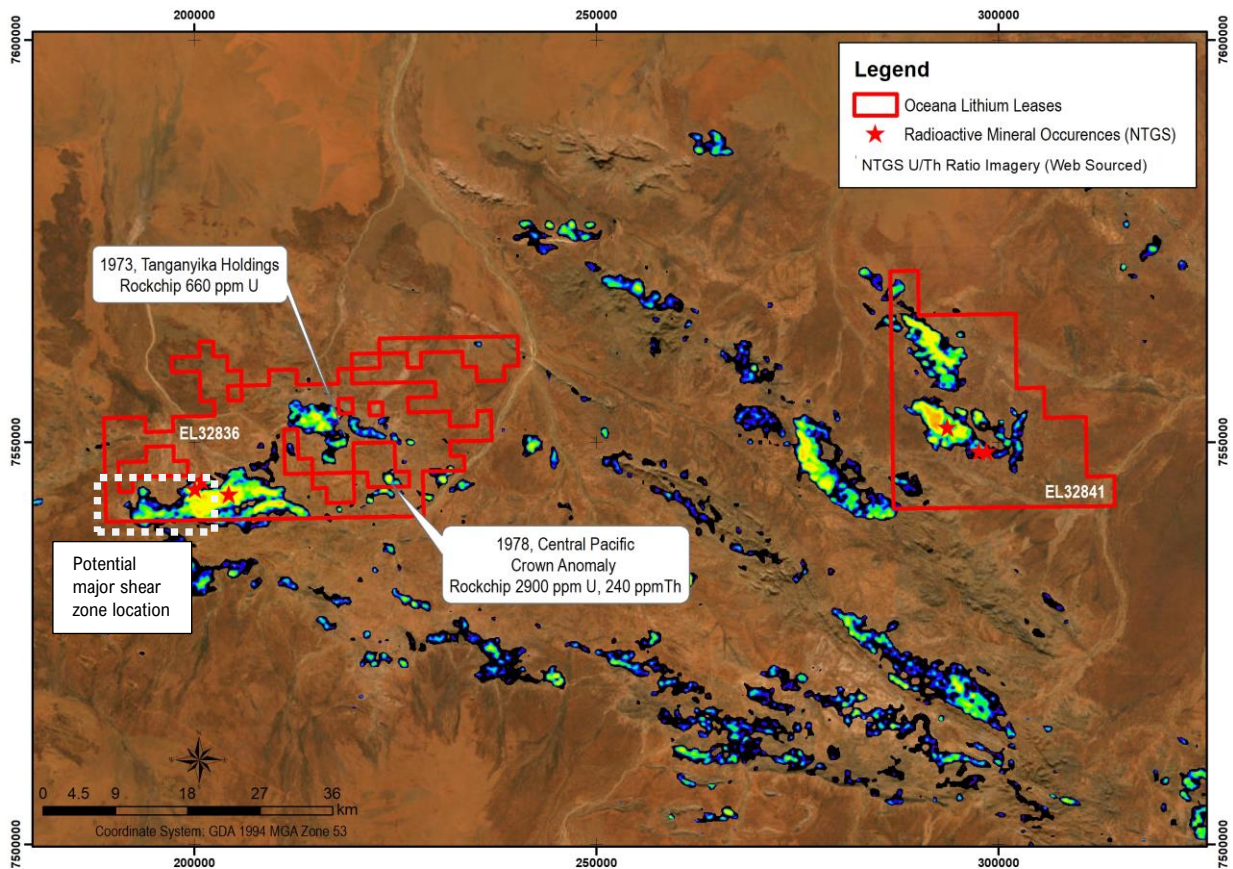 200000
250000
300000
7600000
7600000
Legend
Oceana Lithium Leases
Radioactive Mineral Occurences (NTGS)
NTGS U/Th Ratio Imagery (Web Sourced)
1973, Tanganyika Holdings
Rockchip 660 ppm U
EL32836
7550000
7550000
EL32841
Potential
major shear
zone location
1978, Central Pacific
Crown Anomaly
Rockchip 2900 ppm U, 240 ppmTh
0 4.5 9 18 27 36
km
Coordinate System: GDA 1994 MGA Zone 53
7500000
7500000
200000
250000
300000